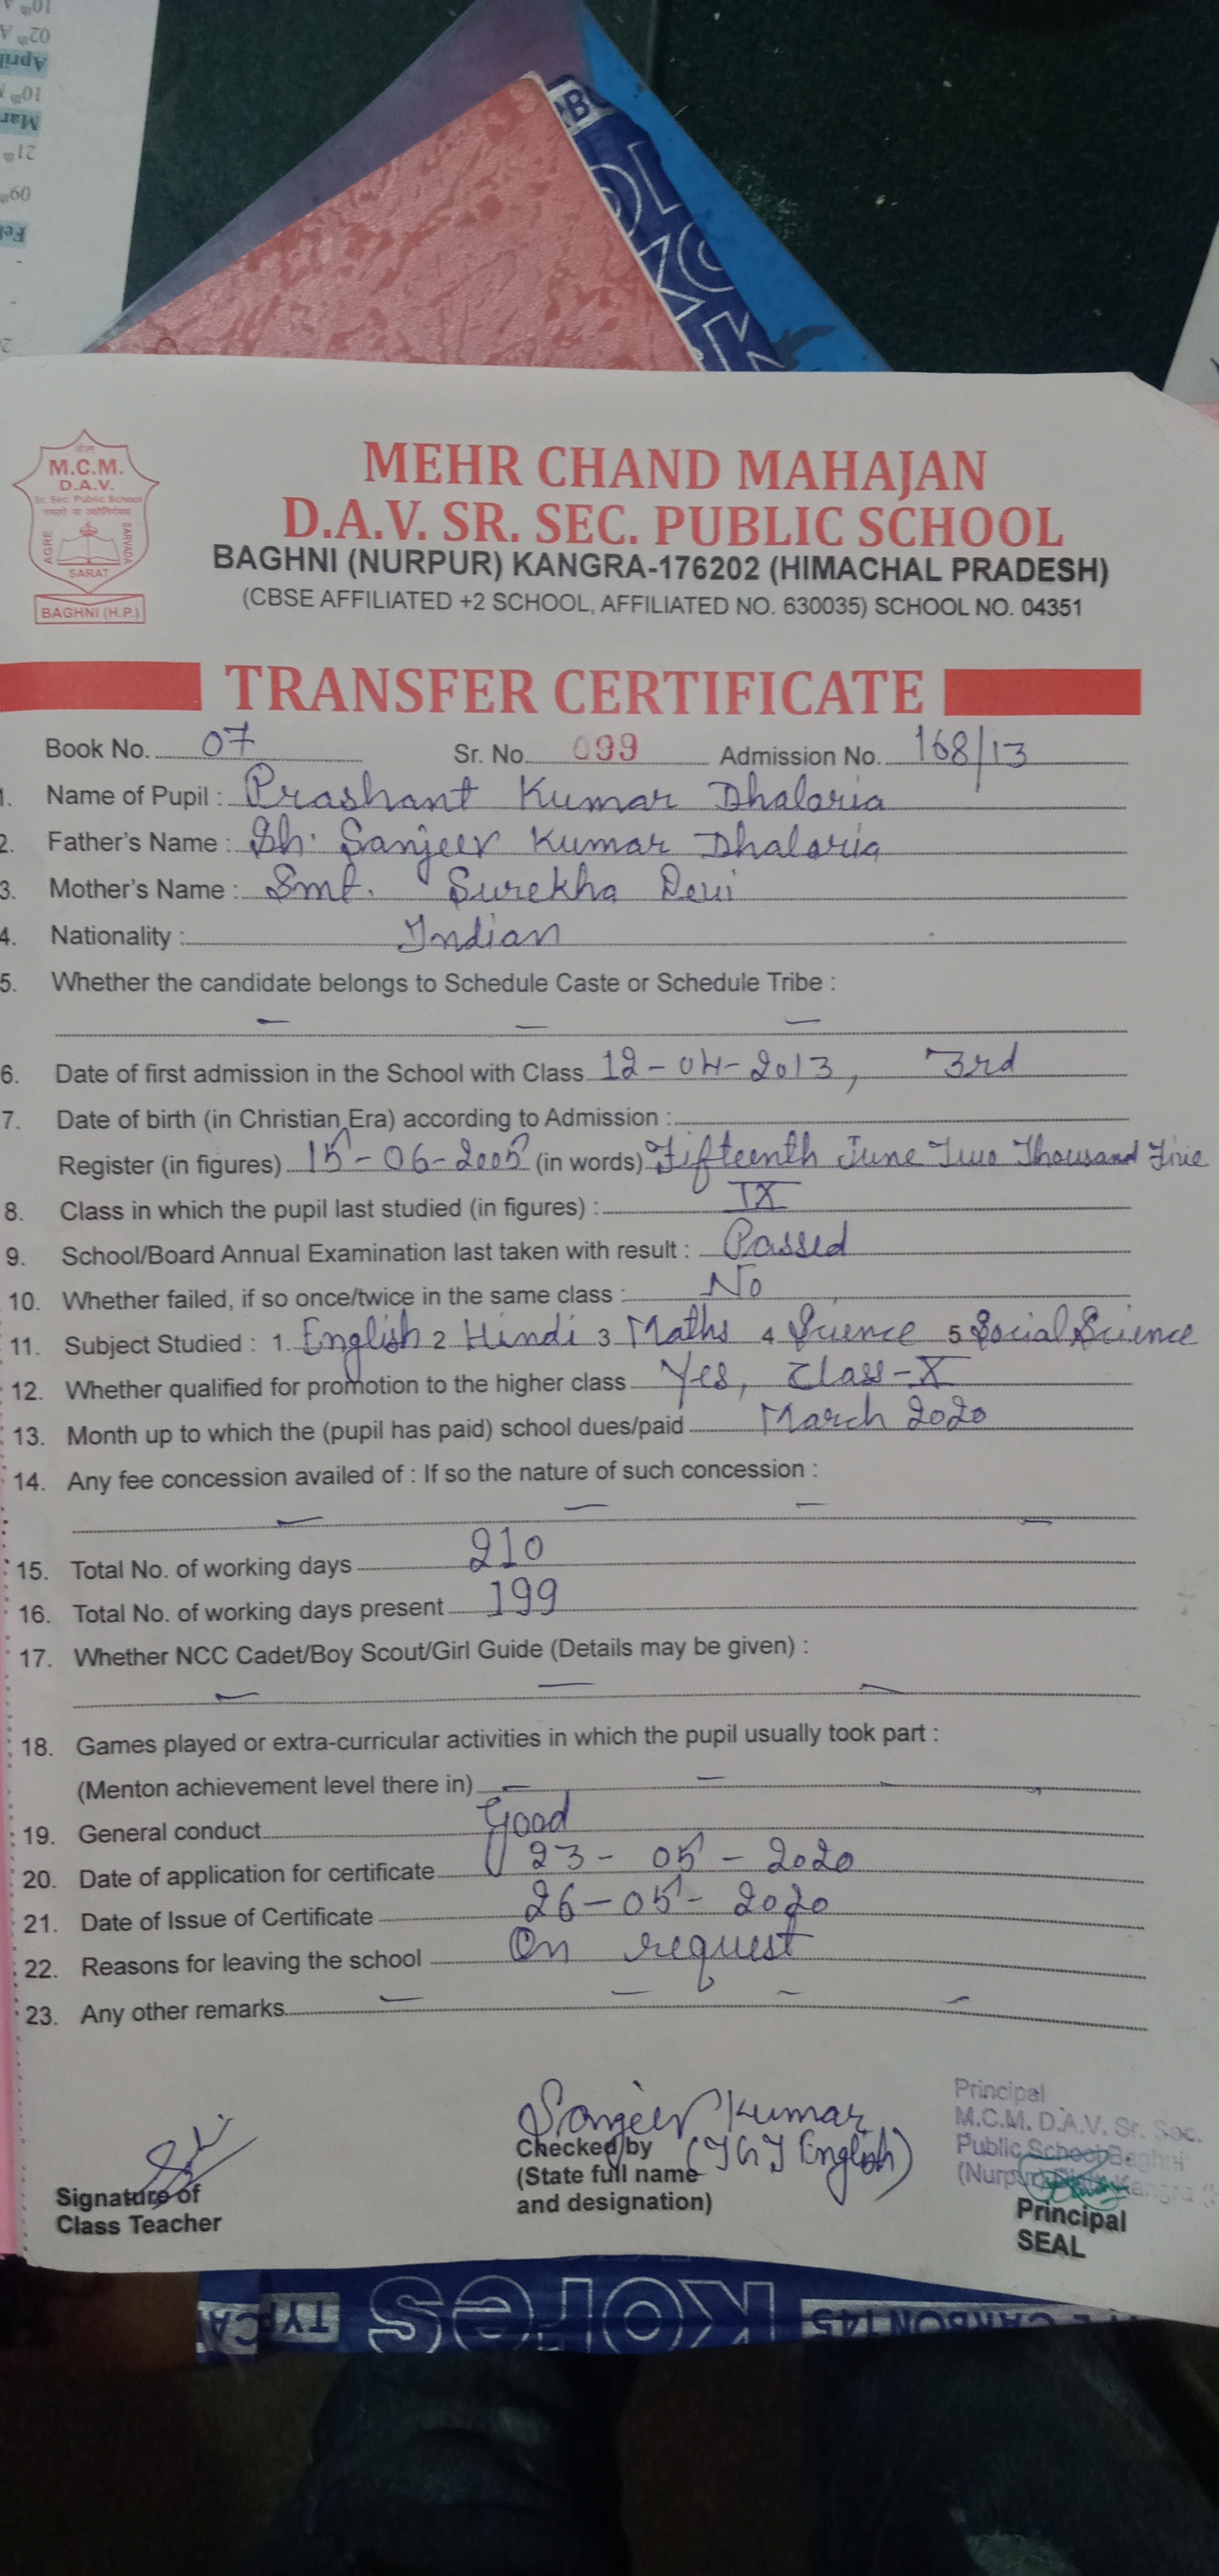 M.C.M.
D.A.V.
Sr. Sec. Public School
AGRE
SARVADA
SARAT
BAGHNI (H.P.)
MEHR CHAND MAHAJAN
D.A.V. SR. SEC. PUBLIC SCHOOL
BAGHNI (NURPUR) KANGRA-176202 (HIMACHAL PRADESH)
(CBSE AFFILIATED +2 SCHOOL, AFFILIATED NO. 630035) SCHOOL NO. 04351
TRANSFER CERTIFICATE
Book No. 07 Sr. No. 099 Admission No. 168/13
1. Name of Pupil : Prashant Kumar Dhalaria
2. Father's Name : Sh. Sanjeev Kumar Dhalaria
3. Mother's Name : Smt. Surekha Devi
4. Nationality : Indian
5. Whether the candidate belongs to Schedule Caste or Schedule Tribe :
— — —
6. Date of first admission in the School with Class 12-04-2013, 3rd
7. Date of birth (in Christian Era) according to Admission :
Register (in figures) 15-06-2005 (in words) Fifteenth June Two Thousand Five
8. Class in which the pupil last studied (in figures) : IX
9. School/Board Annual Examination last taken with result : Passed
10. Whether failed, if so once/twice in the same class : No
11. Subject Studied : 1. English 2 Hindi 3 Maths 4 Science 5 Social Science
12. Whether qualified for promotion to the higher class Yes, Class-X
13. Month up to which the (pupil has paid) school dues/paid March 2020
14. Any fee concession availed of : If so the nature of such concession :
— — — —
15. Total No. of working days 210
16. Total No. of working days present 199
17. Whether NCC Cadet/Boy Scout/Girl Guide (Details may be given) :
— — —
18. Games played or extra-curricular activities in which the pupil usually took part :
(Menton achievement level there in) — — — —
19. General conduct Good
20. Date of application for certificate 23-05-2020
21. Date of Issue of Certificate 26-05-2020
22. Reasons for leaving the school On request
23. Any other remarks — — — —
Sanjeev Kumar
(TGT English)
Signature of
Class Teacher
Checked by
(State full name
and designation)
Principal
M.C.M. D.A.V. Sr. Sec.
Public School Baghni
(Nurpur) Kangra
Principal
SEAL
Kores
CARBON 145